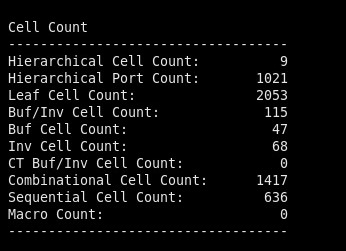 Cell Count
-----------------------------------
Hierarchical Cell Count:          9
Hierarchical Port Count:       1021
Leaf Cell Count:               2053
Buf/Inv Cell Count:             115
Buf Cell Count:                  47
Inv Cell Count:                  68
CT Buf/Inv Cell Count:            0
Combinational Cell Count:      1417
Sequential Cell Count:          636
Macro Count:                      0
-----------------------------------